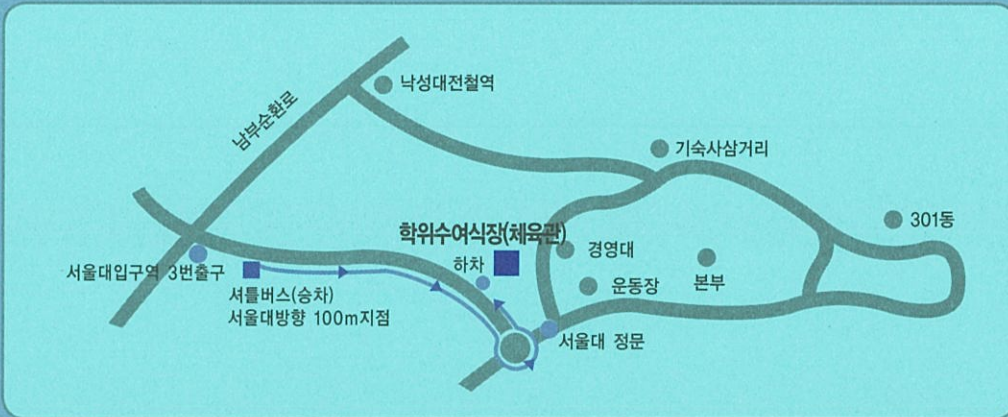 낙성대전철역
남부순환로
기숙사삼거리
301동
학위수여식장(체육관)
경영대
하차
본부
서울대입구역 3번출구
운동장
셔틀버스(승차)
서울대방향 100m지점
서울대 정문